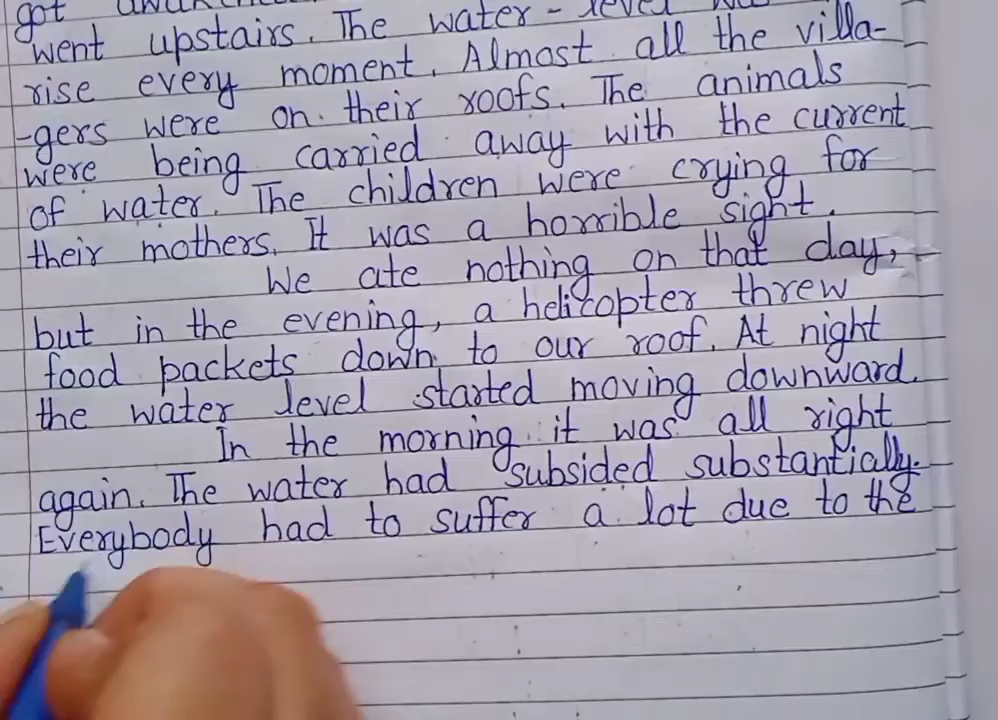 got
went upstairs. The water-level
rise every moment. Almost all the villa-
-gers were on their roofs. The animals
were being carried away with the current
of water. The children were crying for
their mothers. It was a horrible sight.
We ate nothing on that day,
but in the evening, a helicopter threw
food packets down to our roof. At night
the water level started moving downward.
In the morning it was all right
again. The water had subsided substantially.
Everybody had to suffer a lot due to the